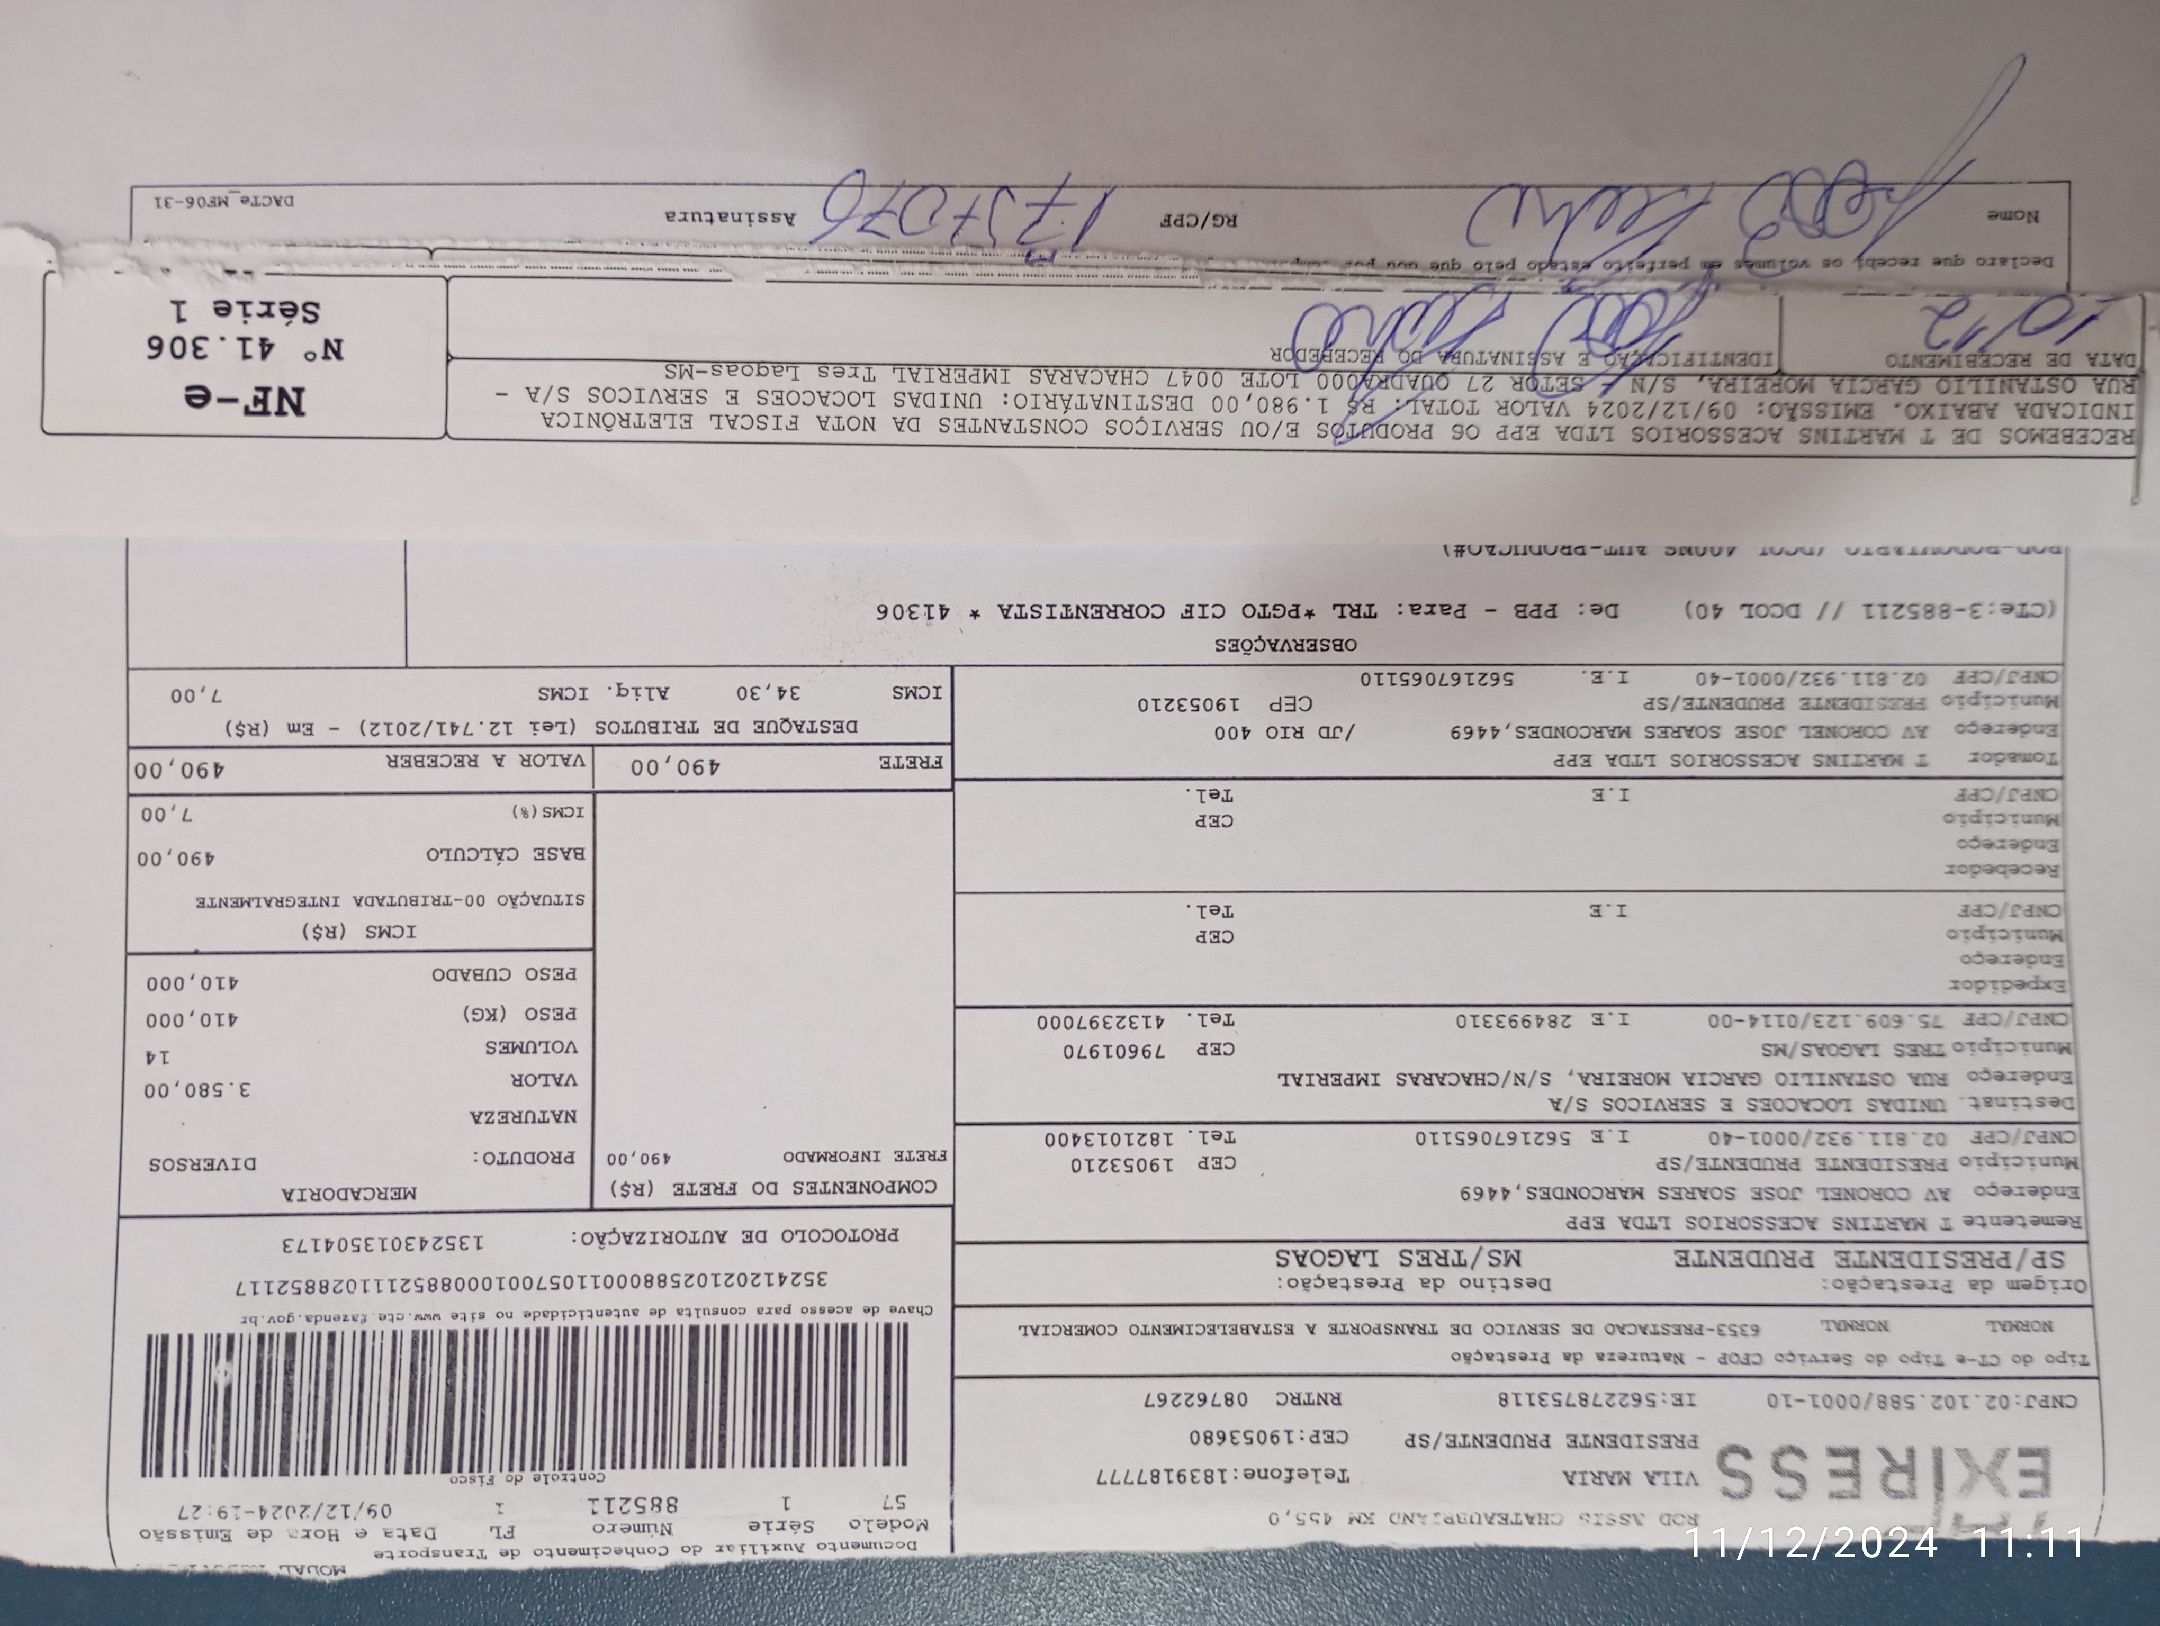 MODAL
Documento Auxiliar do Conhecimento de Transporte
Modelo Série Número FL Data e Hora de Emissão
57 1 885211 1 09/12/2024-19:27
Controle do Fisco
Chave de acesso para consulta de autenticidade no site www.cte.fazenda.gov.br
35241202102588000110570010008852111028852117
PROTOCOLO DE AUTORIZAÇÃO: 135243013504173
ROD ASSIS CHATEAUBRIAND KM 455,0
EXPRESS
VILA MARIA Telefone:1839187777
PRESIDENTE PRUDENTE/SP CEP:19053680
CNPJ:02.102.588/0001-10 IE:562278753118 RNTRC 08762267
Tipo do CT-e Tipo do Serviço CFOP - Natureza da Prestação
NORMAL NORMAL 6353-PRESTACAO DE SERVICO DE TRANSPORTE A ESTABELECIMENTO COMERCIAL
Origem da Prestação: Destino da Prestação:
SP/PRESIDENTE PRUDENTE MS/TRES LAGOAS
Remetente T MARTINS ACESSORIOS LTDA EPP
Endereço AV CORONEL JOSE SOARES MARCONDES,4469
Município PRESIDENTE PRUDENTE/SP CEP 19053210
CNPJ/CPF 02.811.932/0001-40 I.E 562167065110 Tel. 1821013400
Destinat. UNIDAS LOCACOES E SERVICOS S/A
Endereço RUA OSTANILIO GARCIA MOREIRA, S/N/CHACARAS IMPERIAL
Município TRES LAGOAS/MS CEP 79601970
CNPJ/CPF 75.609.123/0114-00 I.E 284993310 Tel. 4132397000
Expedidor
Endereço
Município CEP
CNPJ/CPF I.E Tel.
Recebedor
Endereço
Município CEP
CNPJ/CPF I.E Tel.
Tomador T MARTINS ACESSORIOS LTDA EPP
Endereço AV CORONEL JOSE SOARES MARCONDES,4469 /JD RIO 400
Município PRESIDENTE PRUDENTE/SP CEP 19053210
CNPJ/CPF 02.811.932/0001-40 I.E. 562167065110
COMPONENTES DO FRETE (R$)
FRETE INFORMADO 490,00
MERCADORIA
PRODUTO: DIVERSOS
NATUREZA
VALOR 3.580,00
VOLUMES 14
PESO (KG) 410,000
PESO CUBADO 410,000
ICMS (R$)
SITUAÇÃO 00-TRIBUTADA INTEGRALMENTE
BASE CÁLCULO 490,00
ICMS(%) 7,00
FRETE 490,00 VALOR A RECEBER 490,00
DESTAQUE DE TRIBUTOS (Lei 12.741/2012) - Em (R$)
ICMS 34,30 Aliq. ICMS 7,00
OBSERVAÇÕES
(CTe:3-885211 // DCOL 40) De: PPB - Para: TRL *PGTO CIF CORRENTISTA * 41306
RECEBEMOS DE T MARTINS ACESSORIOS LTDA EPP OS PRODUTOS E/OU SERVIÇOS CONSTANTES DA NOTA FISCAL ELETRÔNICA
INDICADA ABAIXO. EMISSÃO: 09/12/2024 VALOR TOTAL: R$ 1.980,00 DESTINATÁRIO: UNIDAS LOCACOES E SERVICOS S/A -
RUA OSTANILIO GARCIA MOREIRA, S/N - SETOR 27 QUADRA000 LOTE 0047 CHACARAS IMPERIAL Tres Lagoas-MS
DATA DE RECEBIMENTO IDENTIFICAÇÃO E ASSINATURA DO RECEBEDOR
10/12
NF-e
Nº 41.306
Série 1
Declaro que recebi os volumes em perfeito estado pelo que dou por
Nome RG/CPF Assinatura
DACTe_MF06-31
11/12/2024 11:11